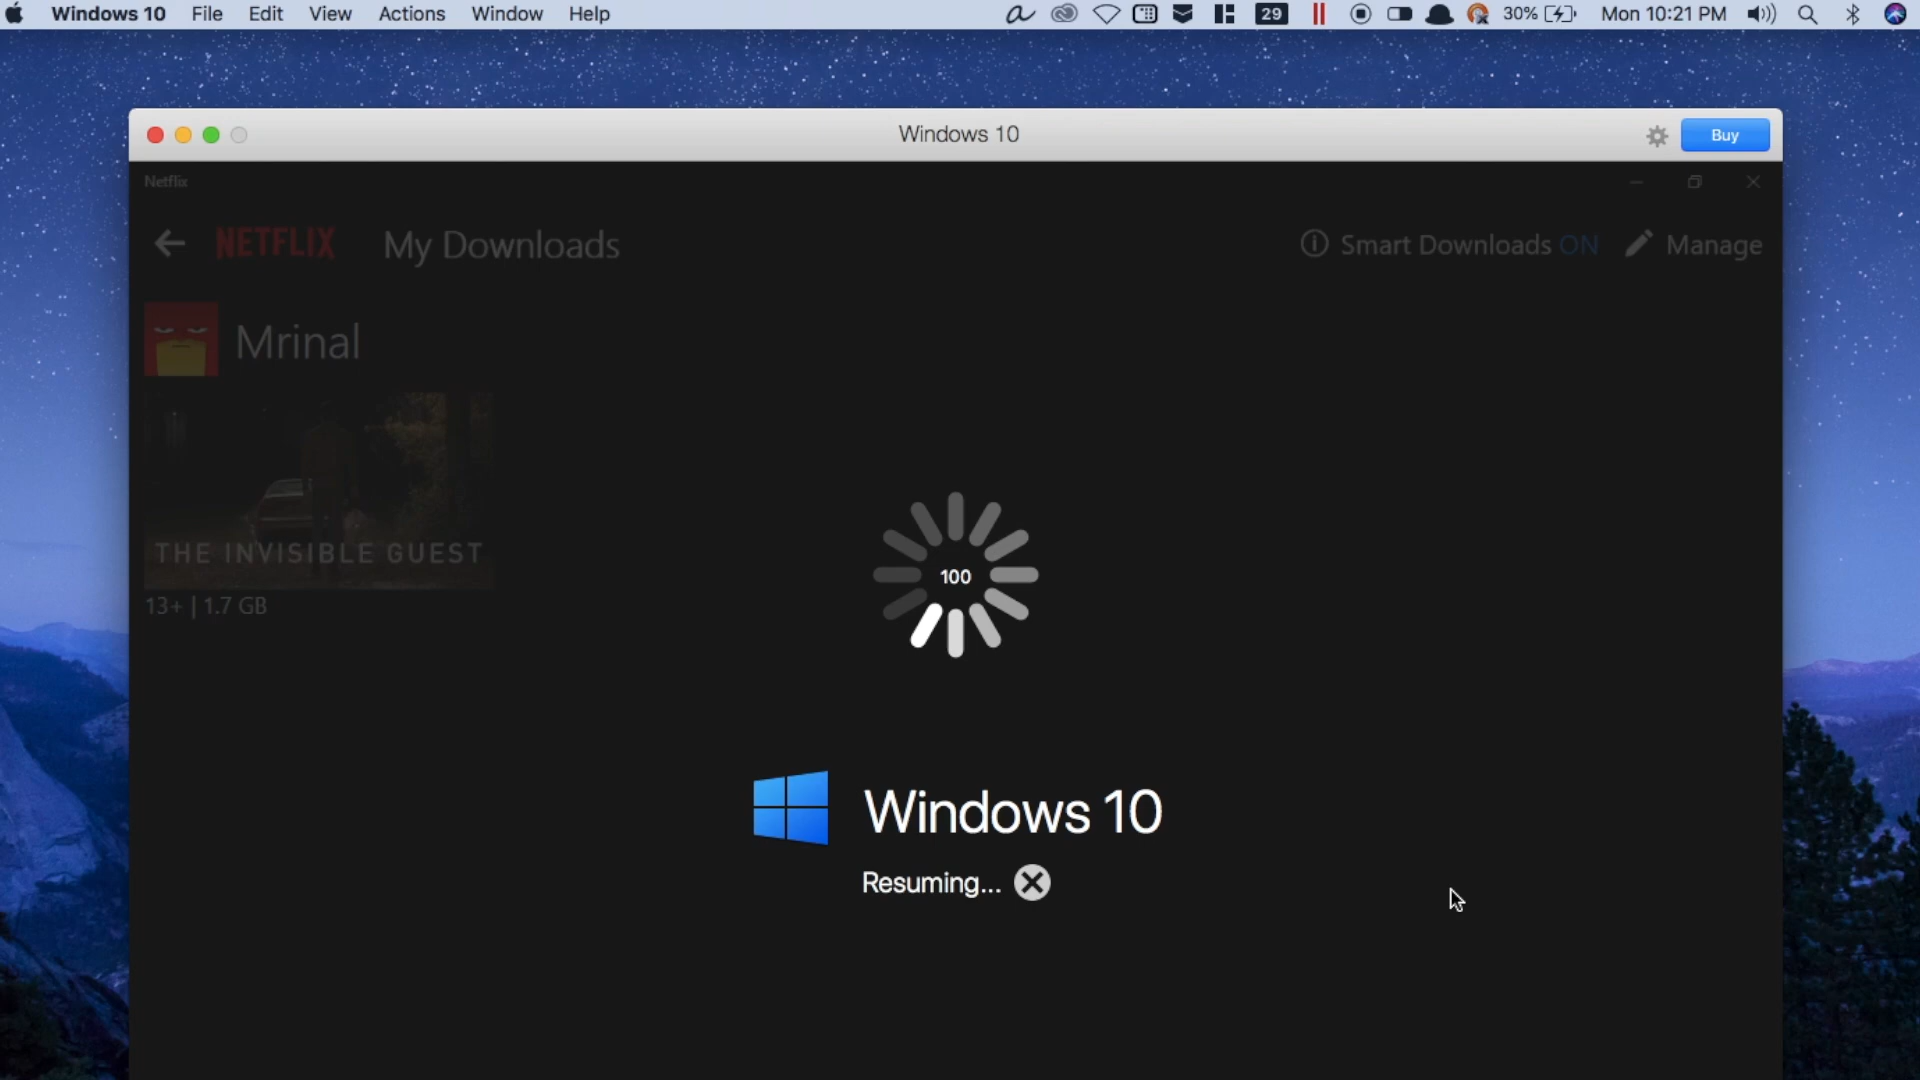 Windows 10 File Edit View Actions Window Help 29 30% Mon 10:21 PM
Windows 10 Buy
Netflix
NETFLIX My Downloads Smart Downloads ON Manage
Mrinal
THE INVISIBLE GUEST
13+ | 1.7 GB
100
Windows 10
Resuming...